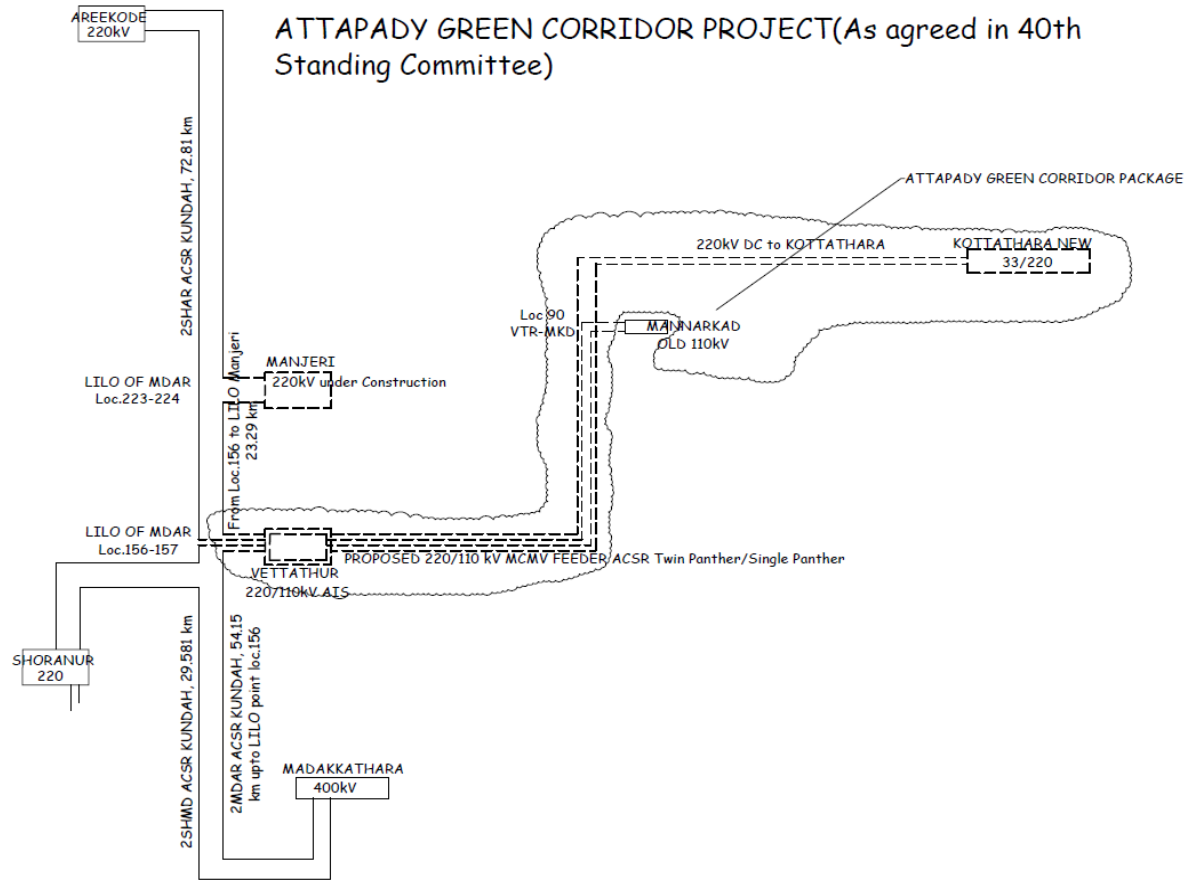 AREEKODE
220kV
ATTAPADY GREEN CORRIDOR PROJECT(As agreed in 40th
Standing Committee)
2SHAR ACSR KUNDAH, 72.81 km
ATTAPADY GREEN CORRIDOR PACKAGE
220kV DC to KOTTATHARA
KOTTATHARA NEW
33/220
Loc 90
VTR-MKD
MANNARKAD
OLD 110kV
MANJERI
220kV under Construction
LILO OF MDAR
Loc.223-224
From Loc.156 to LILO Manjeri
23.29 km
LILO OF MDAR
Loc.156-157
PROPOSED 220/110 kV MCMV FEEDER ACSR Twin Panther/Single Panther
VETTATHUR
220/110kV AIS
SHORANUR
220
2SHMD ACSR KUNDAH, 29.581 km
2MDAR ACSR KUNDAH, 54.15
km upto LILO point loc.156
MADAKKATHARA
400kV